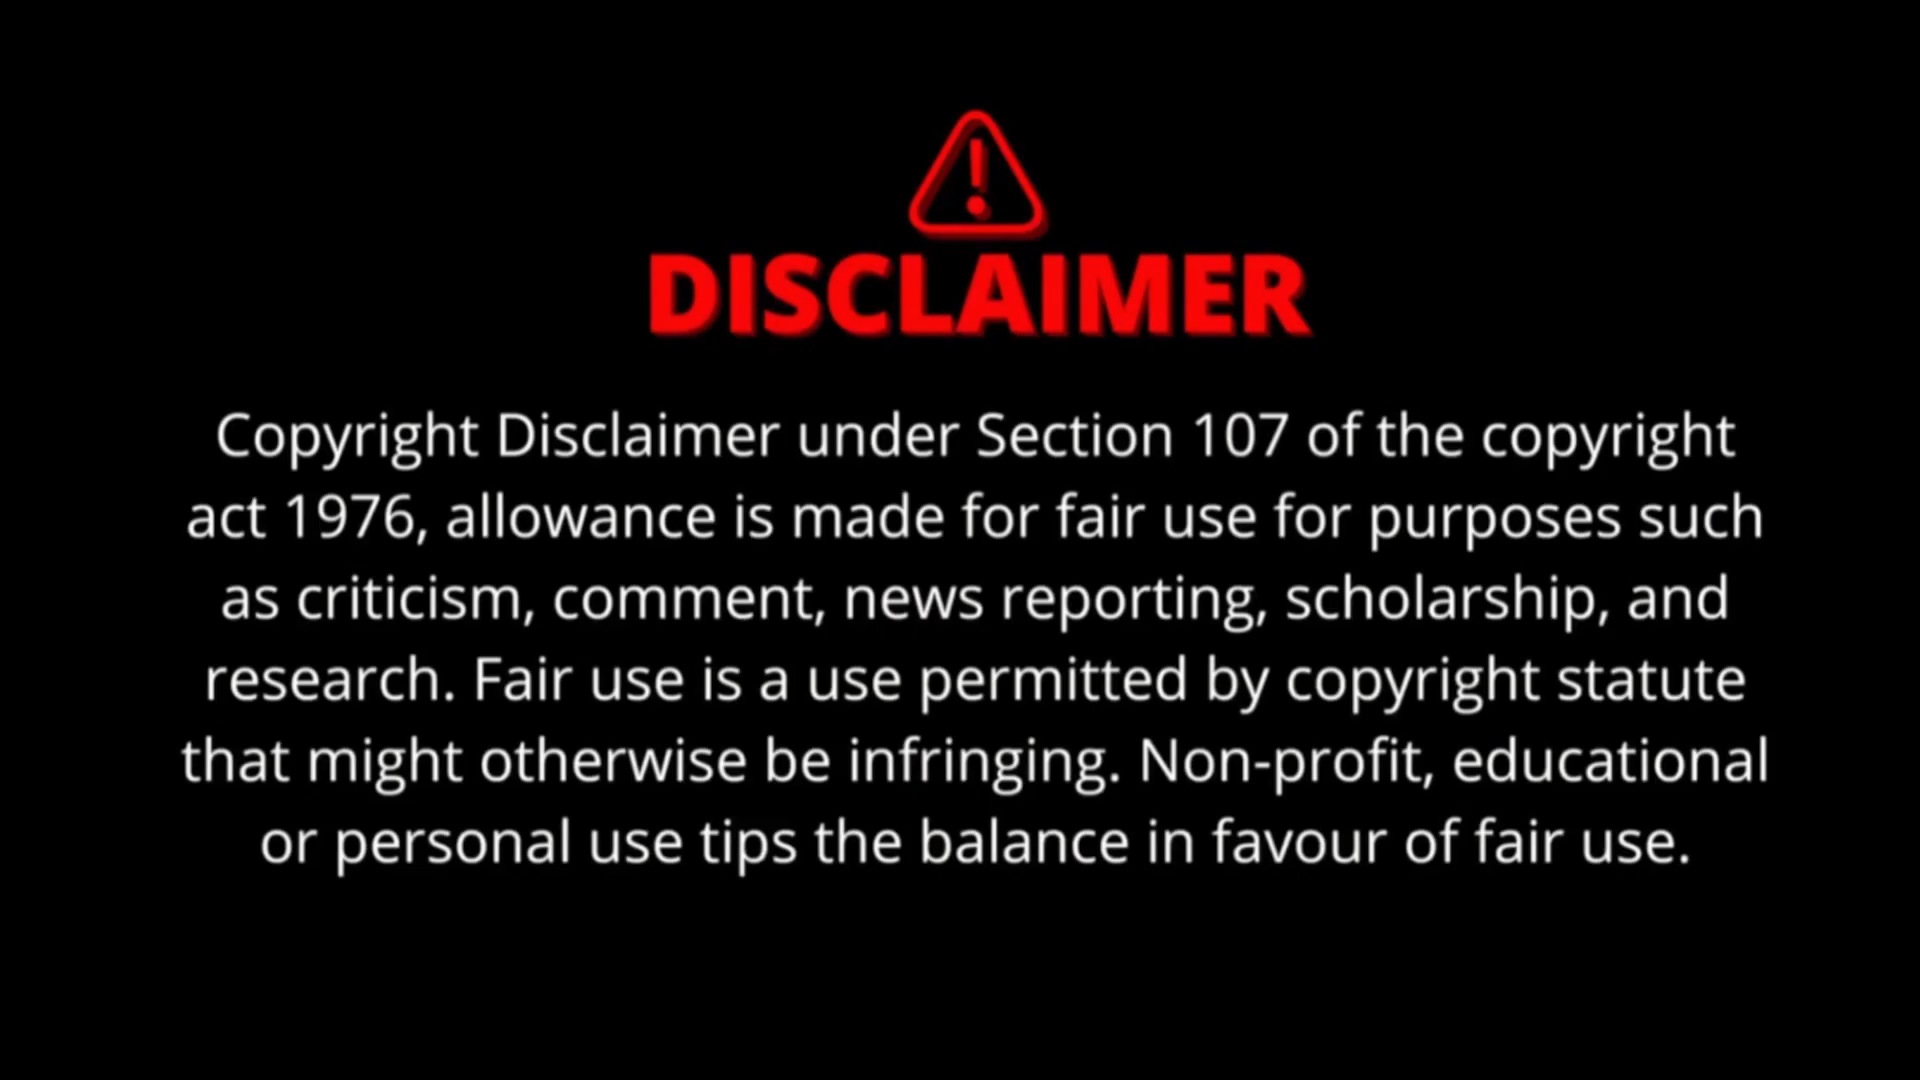 DISCLAIMER
Copyright Disclaimer under Section 107 of the copyright
act 1976, allowance is made for fair use for purposes such
as criticism, comment, news reporting, scholarship, and
research. Fair use is a use permitted by copyright statute
that might otherwise be infringing. Non-profit, educational
or personal use tips the balance in favour of fair use.